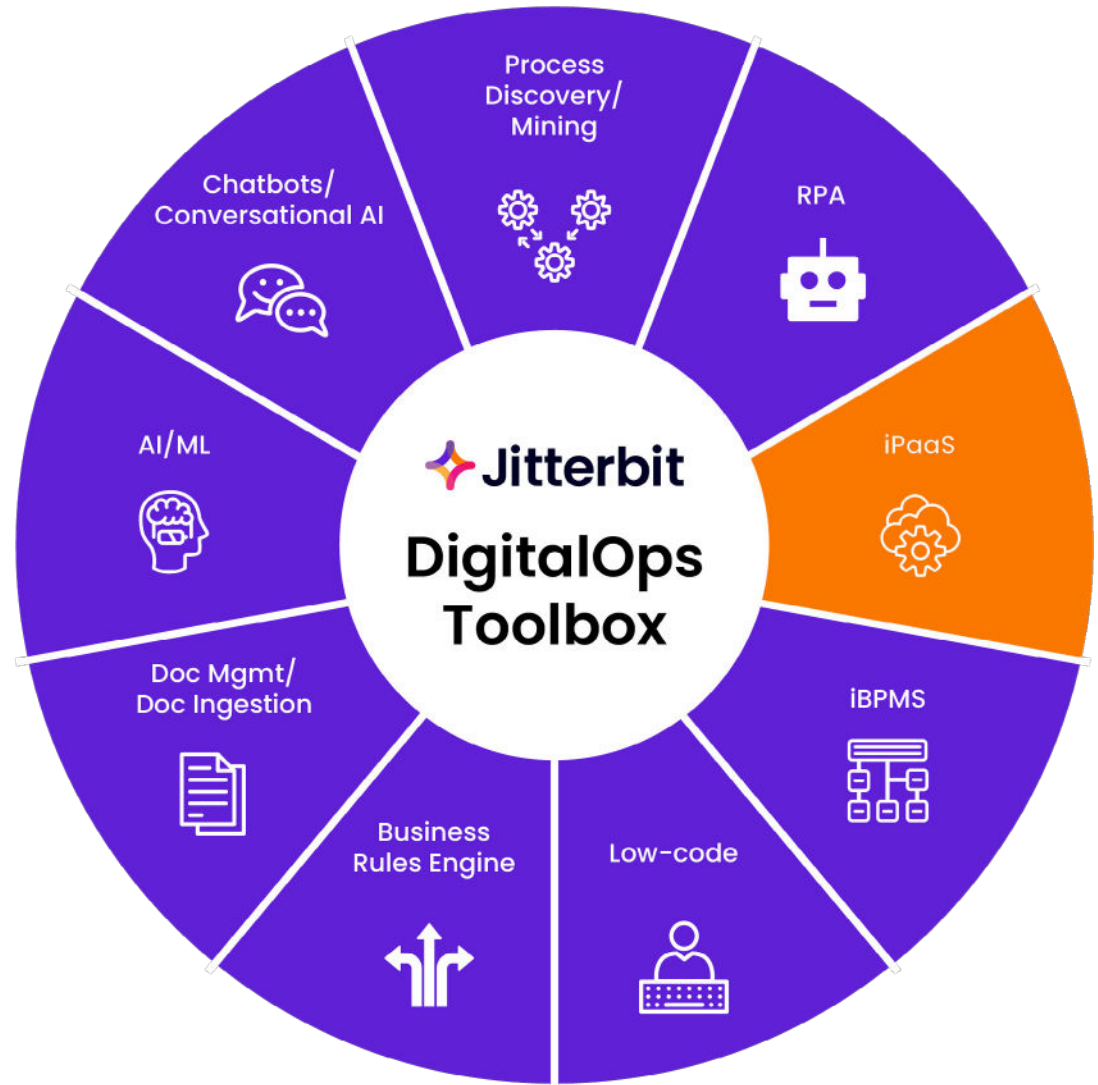 Process
Discovery/
Mining
RPA
iPaaS
iBPMS
Low-code
Business
Rules Engine
Doc Mgmt/
Doc Ingestion
AI/ML
Chatbots/
Conversational AI
Jitterbit
DigitalOps
Toolbox